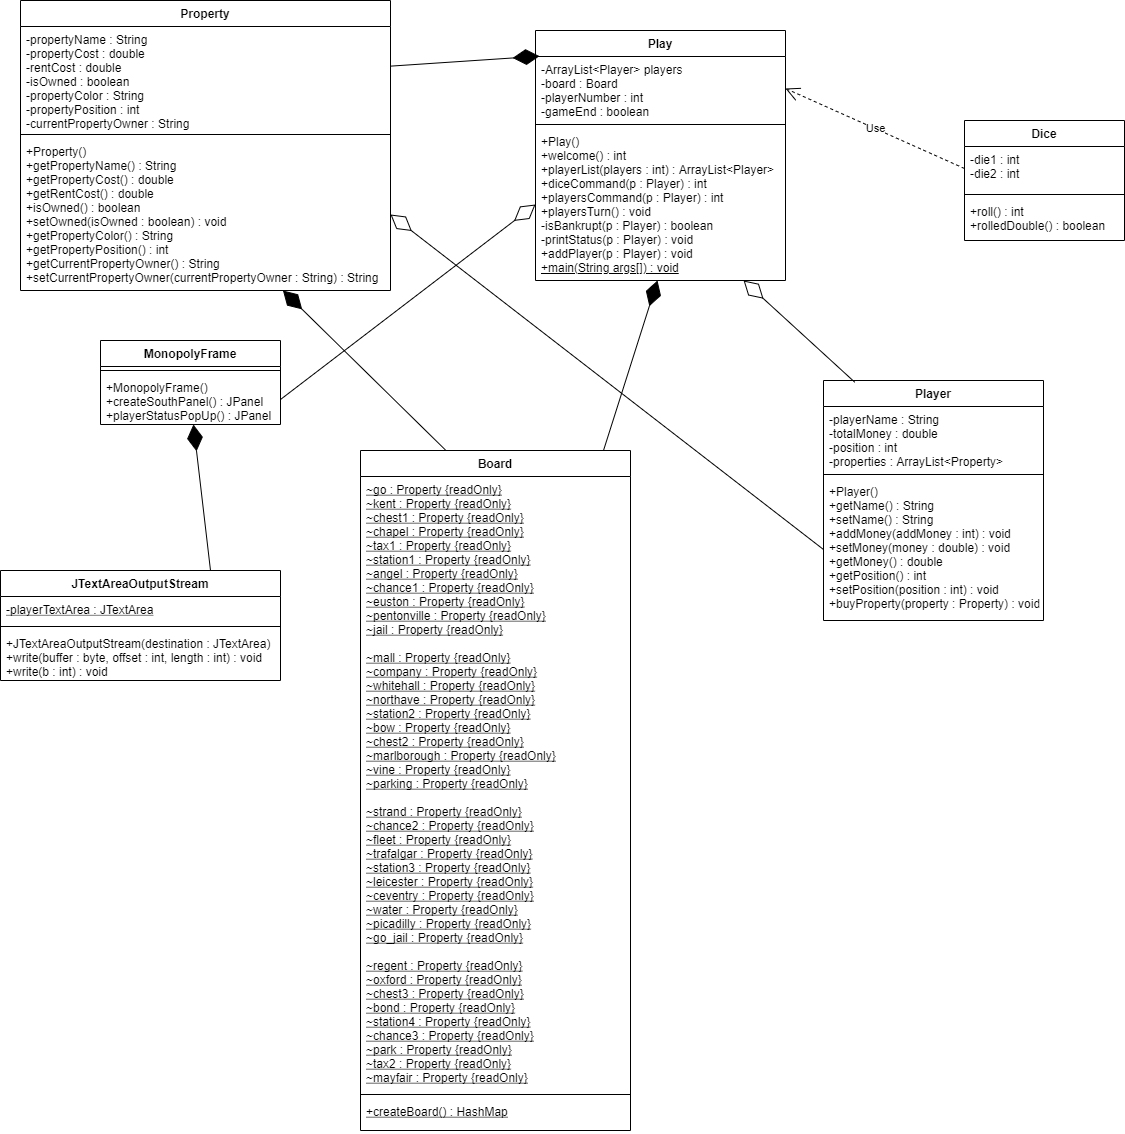 Property
-propertyName : String
-propertyCost : double
-rentCost : double
-isOwned : boolean
-propertyColor : String
-propertyPosition : int
-currentPropertyOwner : String
+Property()
+getPropertyName() : String
+getPropertyCost() : double
+getRentCost() : double
+isOwned() : boolean
+setOwned(isOwned : boolean) : void
+getPropertyColor() : String
+getPropertyPosition() : int
+getCurrentPropertyOwner() : String
+setCurrentPropertyOwner(currentPropertyOwner : String) : String
Play
-ArrayList<Player> players
-board : Board
-playerNumber : int
-gameEnd : boolean
+Play()
+welcome() : int
+playerList(players : int) : ArrayList<Player>
+diceCommand(p : Player) : int
+playersCommand(p : Player) : int
+playersTurn() : void
-isBankrupt(p : Player) : boolean
-printStatus(p : Player) : void
+addPlayer(p : Player) : void
+main(String args[]) : void
Use
Dice
-die1 : int
-die2 : int
+roll() : int
+rolledDouble() : boolean
MonopolyFrame
+MonopolyFrame()
+createSouthPanel() : JPanel
+playerStatusPopUp() : JPanel
Player
-playerName : String
-totalMoney : double
-position : int
-properties : ArrayList<Property>
+Player()
+getName() : String
+setName() : String
+addMoney(addMoney : int) : void
+setMoney(money : double) : void
+getMoney() : double
+getPosition() : int
+setPosition(position : int) : void
+buyProperty(property : Property) : void
JTextAreaOutputStream
-playerTextArea : JTextArea
+JTextAreaOutputStream(destination : JTextArea)
+write(buffer : byte, offset : int, length : int) : void
+write(b : int) : void
Board
~go : Property {readOnly}
~kent : Property {readOnly}
~chest1 : Property {readOnly}
~chapel : Property {readOnly}
~tax1 : Property {readOnly}
~station1 : Property {readOnly}
~angel : Property {readOnly}
~chance1 : Property {readOnly}
~euston : Property {readOnly}
~pentonville : Property {readOnly}
~jail : Property {readOnly}
~mall : Property {readOnly}
~company : Property {readOnly}
~whitehall : Property {readOnly}
~northave : Property {readOnly}
~station2 : Property {readOnly}
~bow : Property {readOnly}
~chest2 : Property {readOnly}
~marlborough : Property {readOnly}
~vine : Property {readOnly}
~parking : Property {readOnly}
~strand : Property {readOnly}
~chance2 : Property {readOnly}
~fleet : Property {readOnly}
~trafalgar : Property {readOnly}
~station3 : Property {readOnly}
~leicester : Property {readOnly}
~ceventry : Property {readOnly}
~water : Property {readOnly}
~picadilly : Property {readOnly}
~go_jail : Property {readOnly}
~regent : Property {readOnly}
~oxford : Property {readOnly}
~chest3 : Property {readOnly}
~bond : Property {readOnly}
~station4 : Property {readOnly}
~chance3 : Property {readOnly}
~park : Property {readOnly}
~tax2 : Property {readOnly}
~mayfair : Property {readOnly}
+createBoard() : HashMap